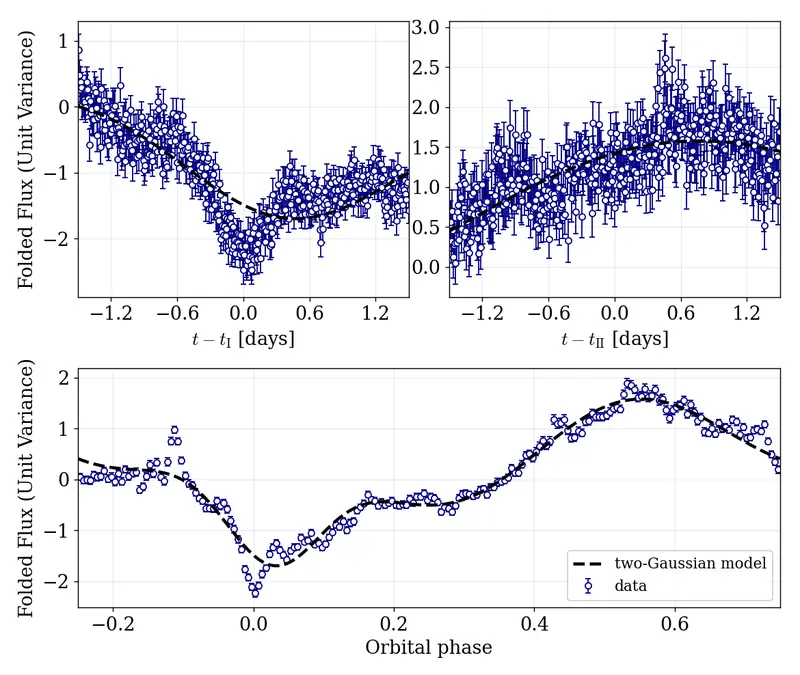 Folded Flux (Unit Variance)
1
0
−1
−2
−1.2 −0.6 0.0 0.6 1.2
t − t_I [days]
3.0
2.5
2.0
1.5
1.0
0.5
0.0
−1.2 −0.6 0.0 0.6 1.2
t − t_II [days]
Folded Flux (Unit Variance)
2
1
0
−1
−2
−0.2 0.0 0.2 0.4 0.6
Orbital phase
two-Gaussian model
data